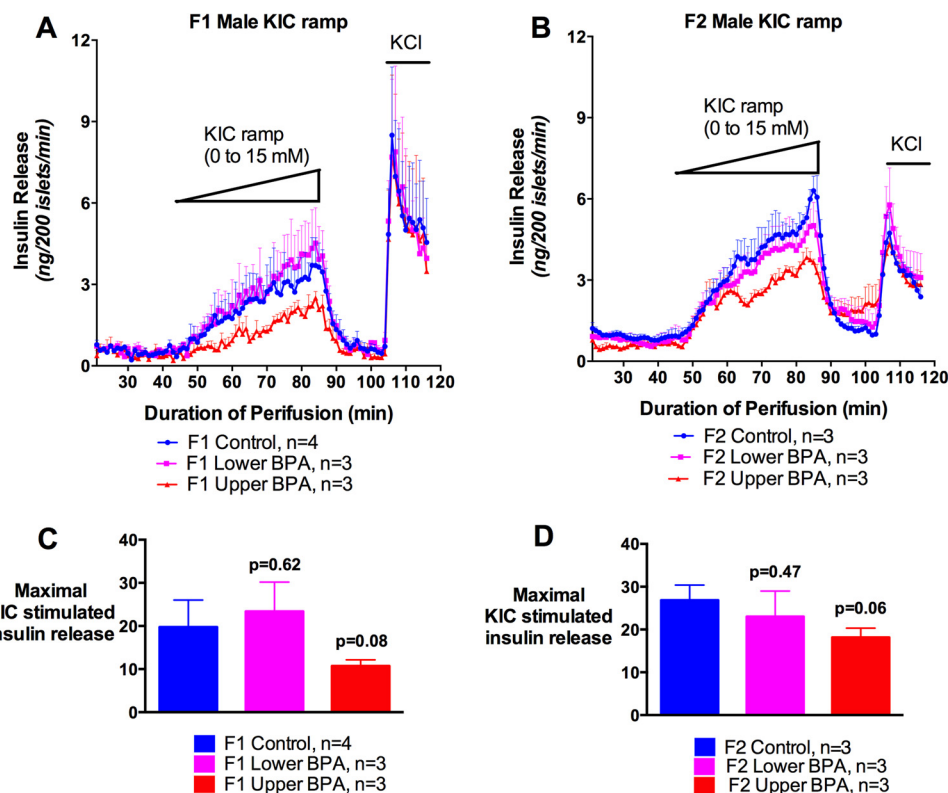 A
F1 Male KIC ramp
KCl
12
9
6
3
0
KIC ramp
(0 to 15 mM)
Insulin Release
(ng/200 islets/min)
30 40 50 60 70 80 90 100 110 120
Duration of Perifusion (min)
F1 Control, n=4
F1 Lower BPA, n=3
F1 Upper BPA, n=3
B
F2 Male KIC ramp
12
9
6
3
0
KIC ramp
(0 to 15 mM)
KCl
Insulin Release
(ng/200 islets/min)
30 40 50 60 70 80 90 100 110 120
Duration of Perifusion (min)
F2 Control, n=3
F2 Lower BPA, n=3
F2 Upper BPA, n=3
C
40
30
20
10
0
Maximal
IC stimulated
nsulin release
p=0.62
p=0.08
F1 Control, n=4
F1 Lower BPA, n=3
F1 Upper BPA, n=3
D
40
30
20
10
0
Maximal
KIC stimulated
insulin release
p=0.47
p=0.06
F2 Control, n=3
F2 Lower BPA, n=3
F2 Upper BPA, n=3